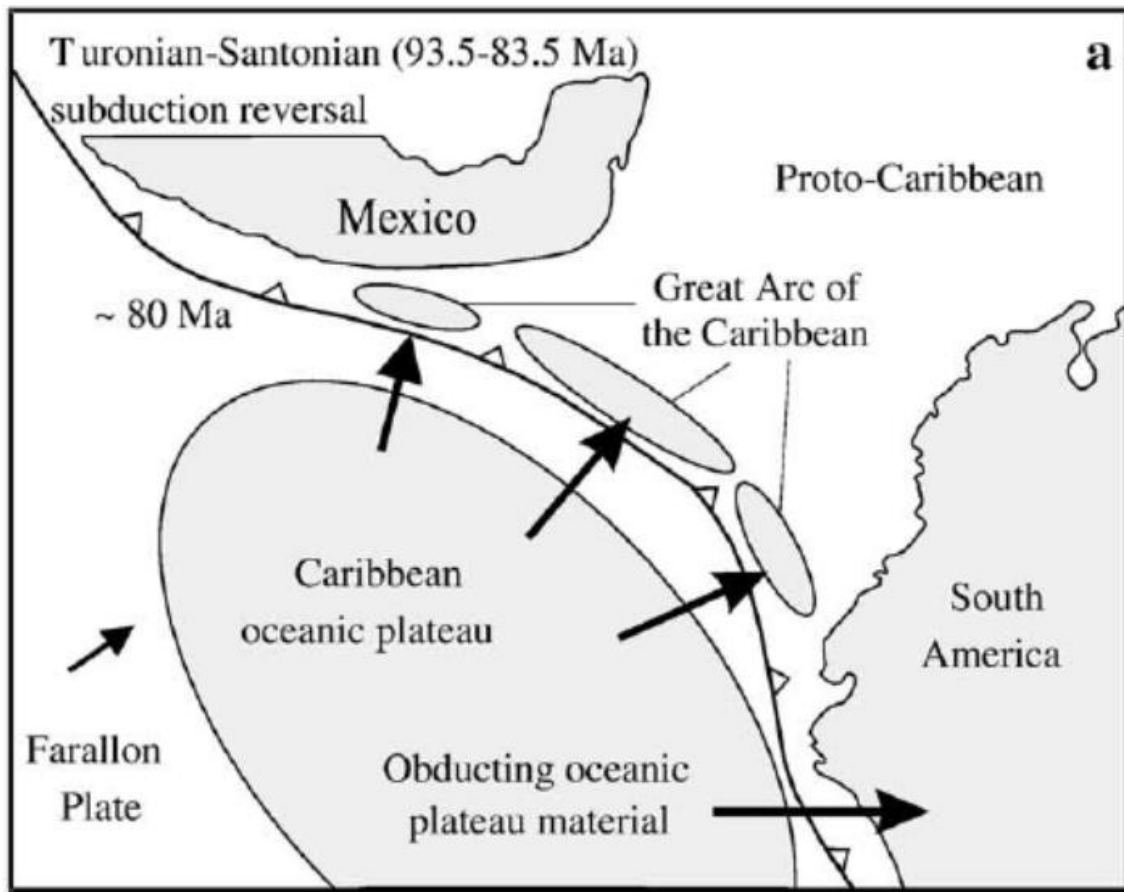 Turonian-Santonian (93.5-83.5 Ma)
subduction reversal
a
Proto-Caribbean
Mexico
~ 80 Ma
Great Arc of
the Caribbean
Caribbean
oceanic plateau
South
America
Farallon
Plate
Obducting oceanic
plateau material